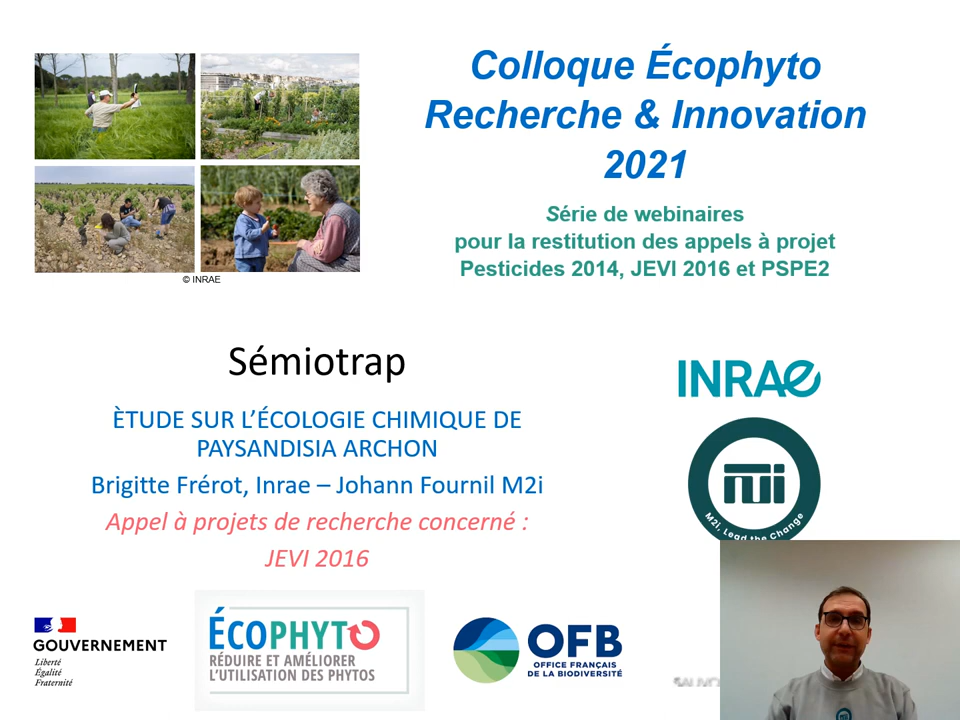 Colloque Écophyto
Recherche & Innovation
2021
Série de webinaires
pour la restitution des appels à projet
Pesticides 2014, JEVI 2016 et PSPE2
© INRAE
Sémiotrap
ÈTUDE SUR L'ÉCOLOGIE CHIMIQUE DE
PAYSANDISIA ARCHON
Brigitte Frérot, Inrae – Johann Fournil M2i
Appel à projets de recherche concerné :
JEVI 2016
INRAE
M2i, Lead the Change
GOUVERNEMENT
Liberté
Égalité
Fraternité
ÉCOPHYTO
RÉDUIRE ET AMÉLIORER
L'UTILISATION DES PHYTOS
OFB
OFFICE FRANÇAIS
DE LA BIODIVERSITÉ